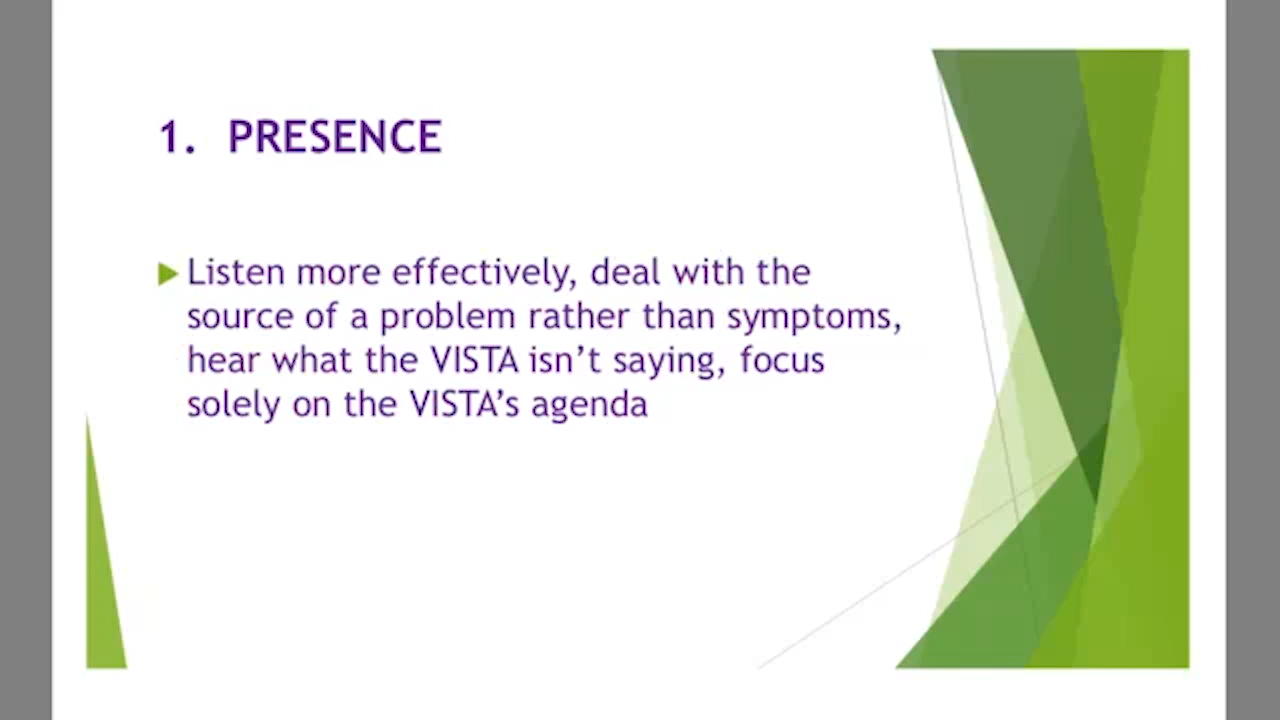 1. PRESENCE
Listen more effectively, deal with the
source of a problem rather than symptoms,
hear what the VISTA isn’t saying, focus
solely on the VISTA’s agenda